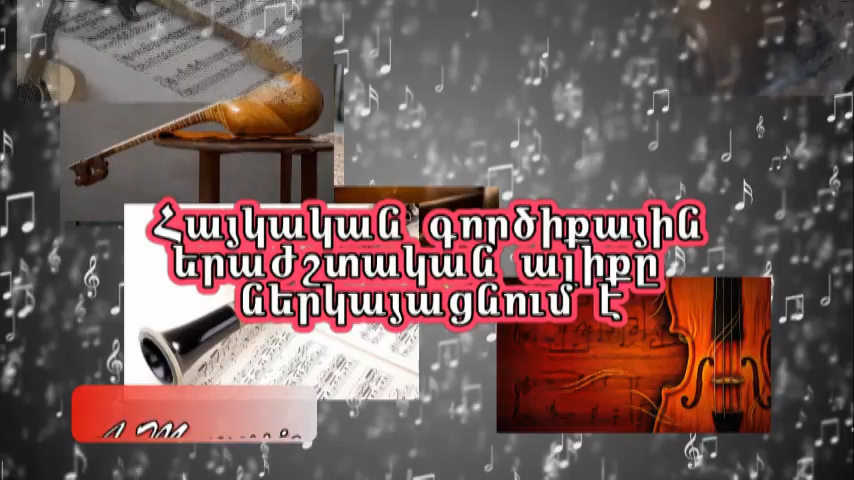 Հայկական գործիքային
երաժշտական ալիքը
ներկայացնում է